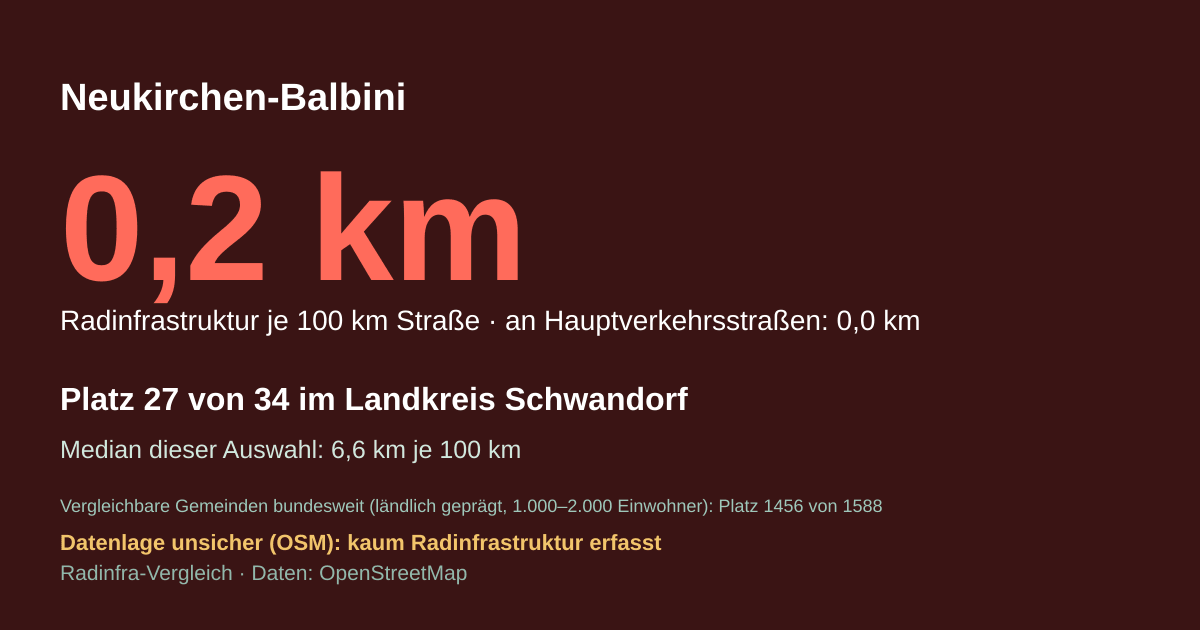 Neukirchen-Balbini
0,2 km
Radinfrastruktur je 100 km Straße · an Hauptverkehrsstraßen: 0,0 km
Platz 27 von 34 im Landkreis Schwandorf
Median dieser Auswahl: 6,6 km je 100 km
Vergleichbare Gemeinden bundesweit (ländlich geprägt, 1.000–2.000 Einwohner): Platz 1456 von 1588
Datenlage unsicher (OSM): kaum Radinfrastruktur erfasst
Radinfra-Vergleich · Daten: OpenStreetMap